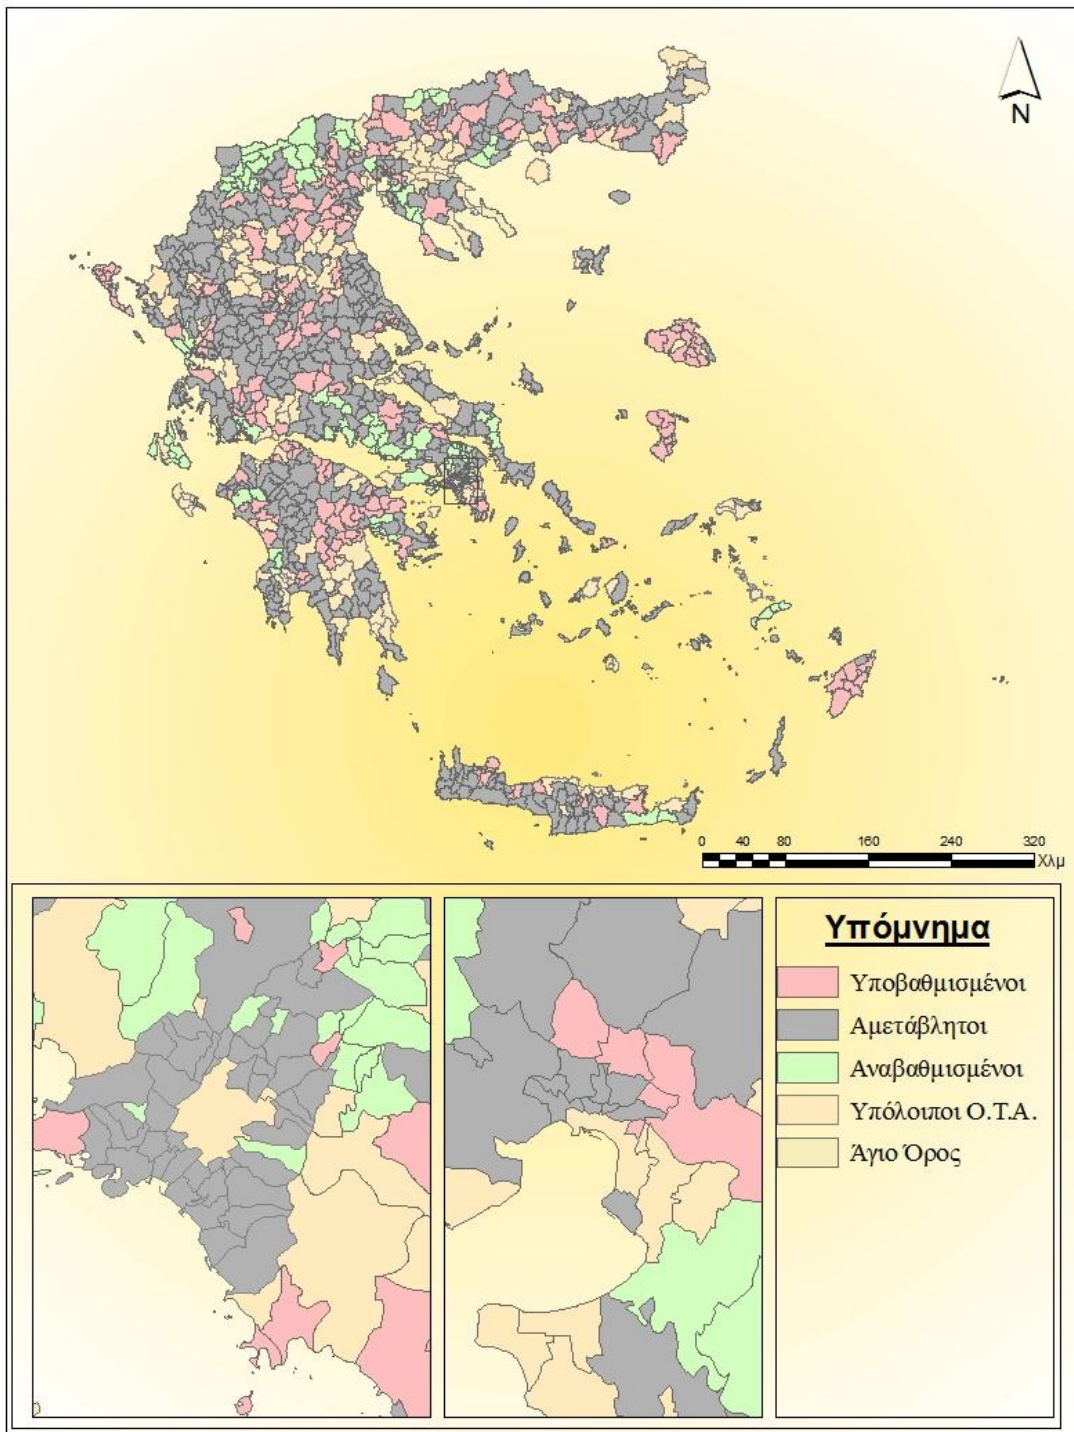 N
0 40 80 160 240 320
Χλμ
Υπόμνημα
Υποβαθμισμένοι
Αμετάβλητοι
Αναβαθμισμένοι
Υπόλοιποι Ο.Τ.Α.
Άγιο Όρος